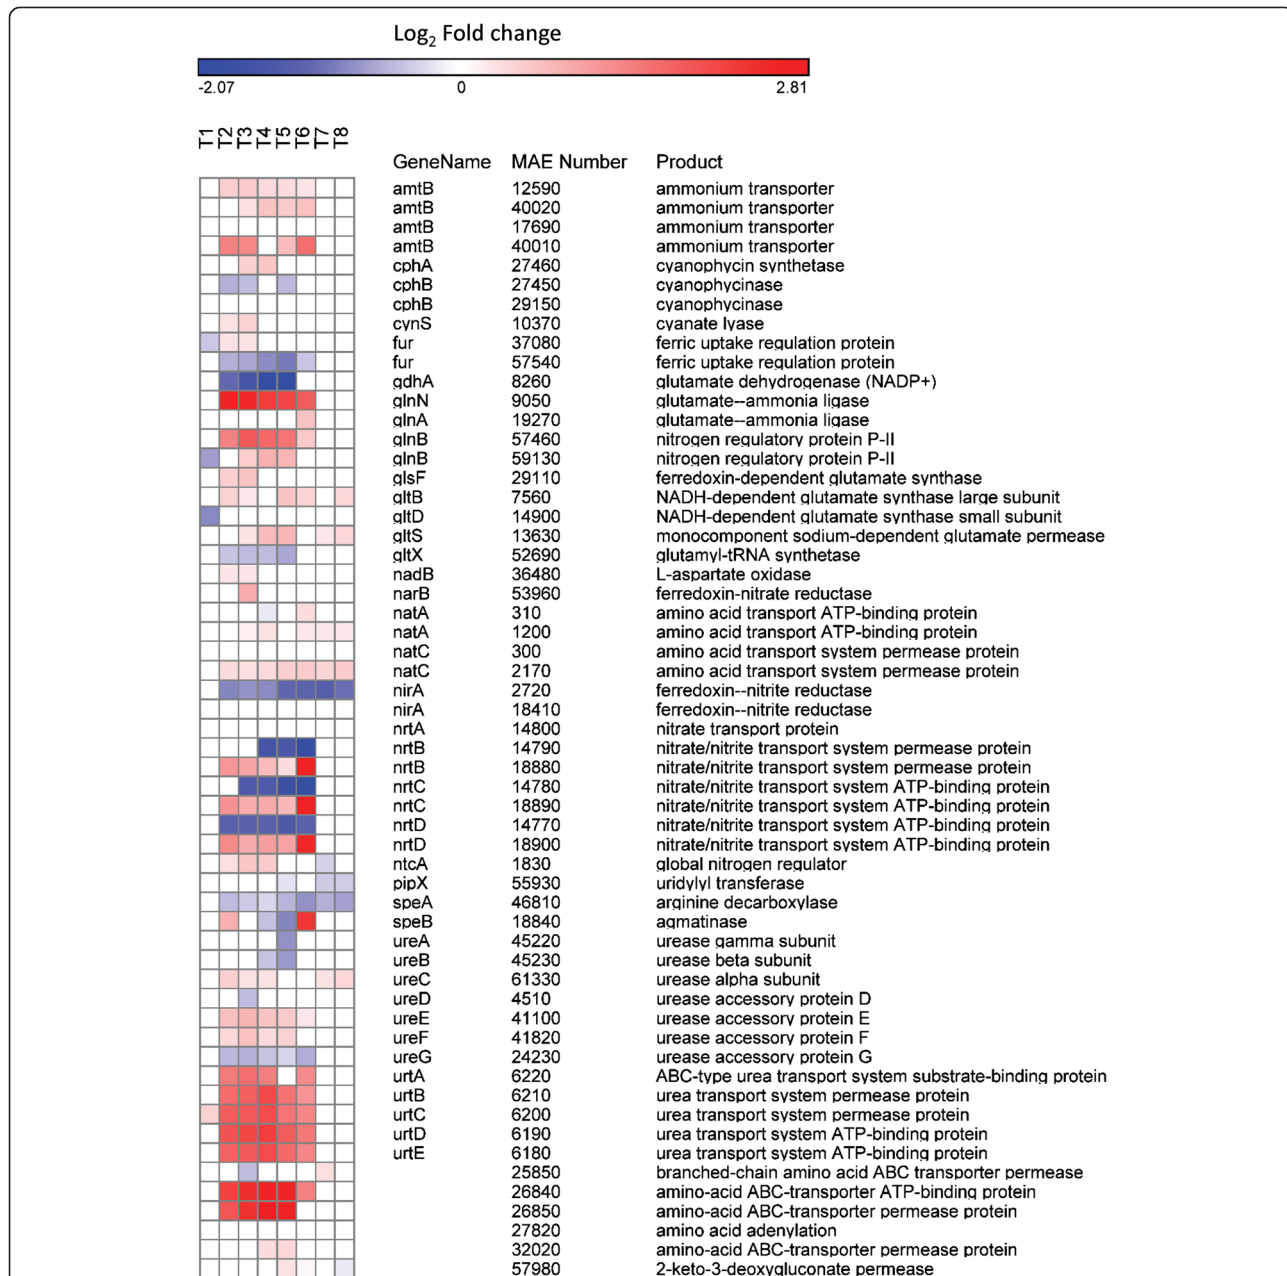 Log2 Fold change
-2.07 0 2.81
T1 T2 T3 T4 T5 T6 T7 T8
GeneName MAE Number Product
amtB 12590 ammonium transporter
amtB 40020 ammonium transporter
amtB 17690 ammonium transporter
amtB 40010 ammonium transporter
cphA 27460 cyanophycin synthetase
cphB 27450 cyanophycinase
cphB 29150 cyanophycinase
cynS 10370 cyanate lyase
fur 37080 ferric uptake regulation protein
fur 57540 ferric uptake regulation protein
gdhA 8260 glutamate dehydrogenase (NADP+)
glnN 9050 glutamate--ammonia ligase
glnA 19270 glutamate--ammonia ligase
glnB 57460 nitrogen regulatory protein P-II
glnB 59130 nitrogen regulatory protein P-II
glsF 29110 ferredoxin-dependent glutamate synthase
gltB 7560 NADH-dependent glutamate synthase large subunit
gltD 14900 NADH-dependent glutamate synthase small subunit
gltS 13630 monocomponent sodium-dependent glutamate permease
gltX 52690 glutamyl-tRNA synthetase
nadB 36480 L-aspartate oxidase
narB 53960 ferredoxin-nitrate reductase
natA 310 amino acid transport ATP-binding protein
natA 1200 amino acid transport ATP-binding protein
natC 300 amino acid transport system permease protein
natC 2170 amino acid transport system permease protein
nirA 2720 ferredoxin--nitrite reductase
nirA 18410 ferredoxin--nitrite reductase
nrtA 14800 nitrate transport protein
nrtB 14790 nitrate/nitrite transport system permease protein
nrtB 18880 nitrate/nitrite transport system permease protein
nrtC 14780 nitrate/nitrite transport system ATP-binding protein
nrtC 18890 nitrate/nitrite transport system ATP-binding protein
nrtD 14770 nitrate/nitrite transport system ATP-binding protein
nrtD 18900 nitrate/nitrite transport system ATP-binding protein
ntcA 1830 global nitrogen regulator
pipX 55930 uridylyl transferase
speA 46810 arginine decarboxylase
speB 18840 agmatinase
ureA 45220 urease gamma subunit
ureB 45230 urease beta subunit
ureC 61330 urease alpha subunit
ureD 4510 urease accessory protein D
ureE 41100 urease accessory protein E
ureF 41820 urease accessory protein F
ureG 24230 urease accessory protein G
urtA 6220 ABC-type urea transport system substrate-binding protein
urtB 6210 urea transport system permease protein
urtC 6200 urea transport system permease protein
urtD 6190 urea transport system ATP-binding protein
urtE 6180 urea transport system ATP-binding protein
25850 branched-chain amino acid ABC transporter permease
26840 amino-acid ABC-transporter ATP-binding protein
26850 amino-acid ABC-transporter permease protein
27820 amino acid adenylation
32020 amino-acid ABC-transporter permease protein
57980 2-keto-3-deoxygluconate permease